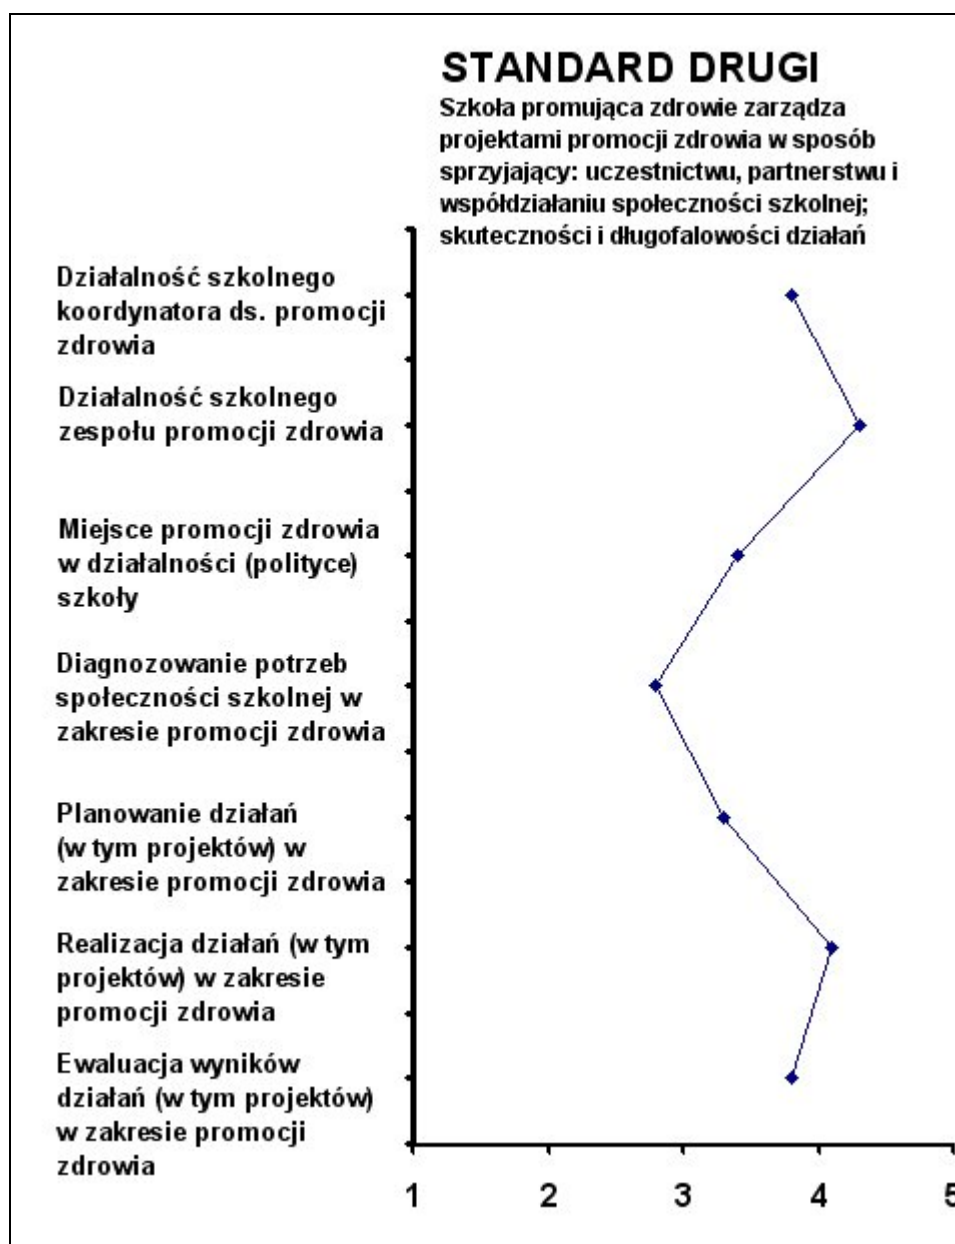 STANDARD DRUGI
Szkoła promująca zdrowie zarządza
projektami promocji zdrowia w sposób
sprzyjający: uczestnictwu, partnerstwu i
współdziałaniu społeczności szkolnej;
skuteczności i długofalowości działań
Działalność szkolnego
koordynatora ds. promocji
zdrowia
Działalność szkolnego
zespołu promocji zdrowia
Miejsce promocji zdrowia
w działalności (polityce)
szkoły
Diagnozowanie potrzeb
społeczności szkolnej w
zakresie promocji zdrowia
Planowanie działań
(w tym projektów) w
zakresie promocji zdrowia
Realizacja działań (w tym
projektów) w zakresie
promocji zdrowia
Ewaluacja wyników
działań (w tym projektów)
w zakresie promocji
zdrowia
1 2 3 4 5